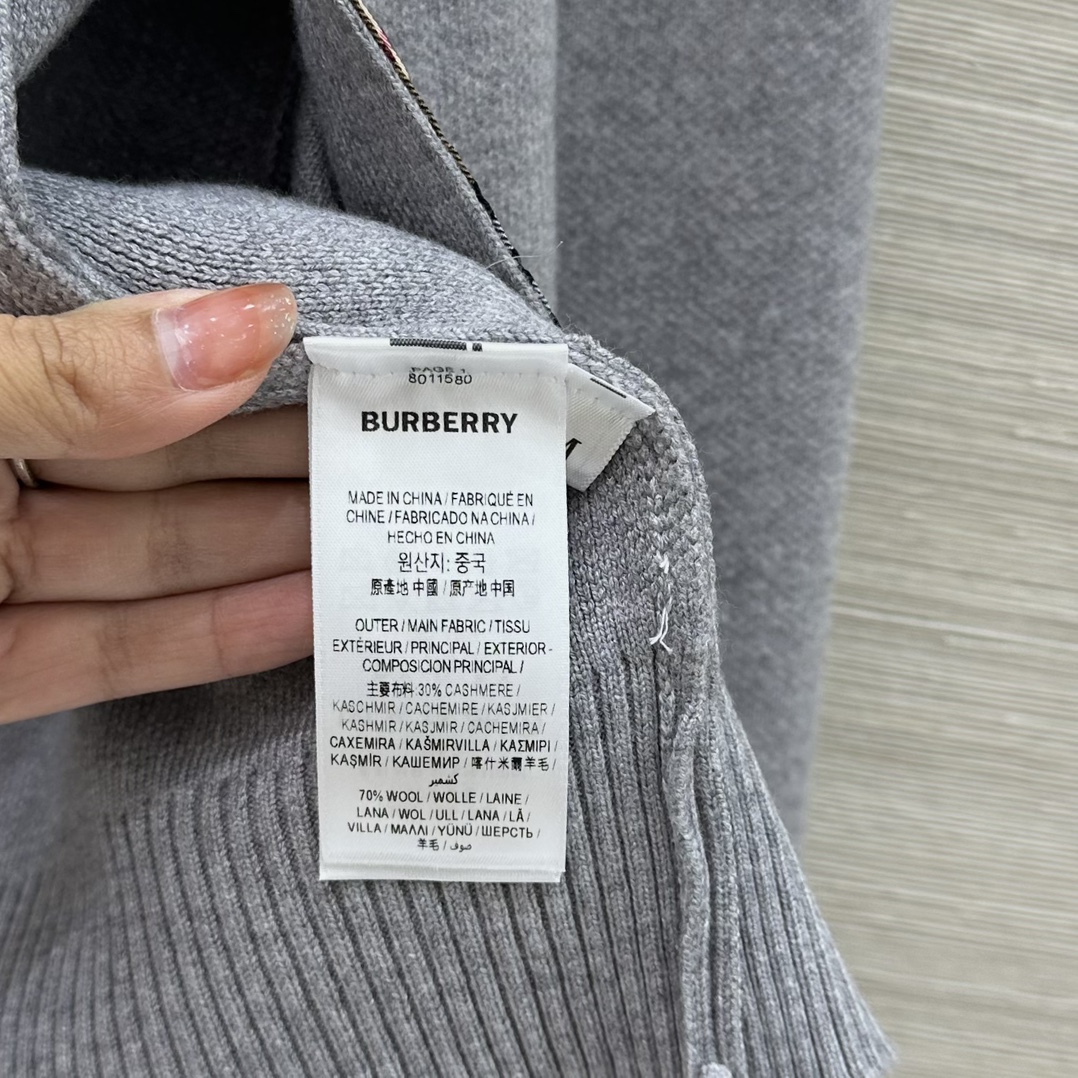 PAGE 1
8011580
BURBERRY
MADE IN CHINA / FABRIQUÉ EN
CHINE / FABRICADO NA CHINA /
HECHO EN CHINA
원산지: 중국
原產地 中國 / 原产地 中国
OUTER / MAIN FABRIC / TISSU
EXTÉRIEUR / PRINCIPAL / EXTERIOR-
COMPOSICION PRINCIPAL /
主要布料 30% CASHMERE /
KASCHMIR / CACHEMIRE / KASJMIER /
KASHMIR / KASJMIR / CACHEMIRA /
CAXEMIRA / KAŠMIRVILLA / ΚΑΣΜΙΡΙ /
KAŞMİR / КАШЕМИР / 喀什米爾羊毛 /
كشمير
70% WOOL / WOLLE / LAINE /
LANA / WOL / ULL / LANA / LÃ /
VILLA / ΜΑΛΛΙ / YÜNÜ / ШЕРСТЬ /
羊毛 / صوف
M